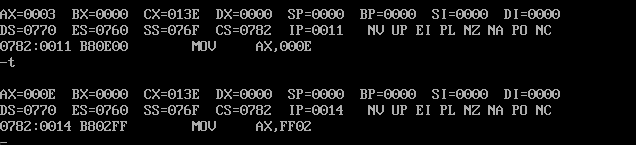 AX=0003  BX=0000  CX=013E  DX=0000  SP=0000  BP=0000  SI=0000  DI=0000
DS=0770  ES=0760  SS=076F  CS=0782  IP=0011   NV UP EI PL NZ NA PO NC
0782:0011 B80E00        MOV     AX,000E
-t
AX=000E  BX=0000  CX=013E  DX=0000  SP=0000  BP=0000  SI=0000  DI=0000
DS=0770  ES=0760  SS=076F  CS=0782  IP=0014   NV UP EI PL NZ NA PO NC
0782:0014 B802FF        MOV     AX,FF02
-